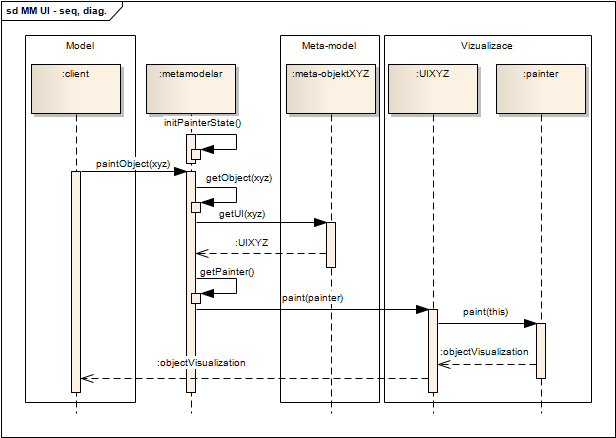 sd MM UI - seq, diag.
Model
Meta-model
Vizualizace
:client
:metamodelar
:meta-objektXYZ
:UIXYZ
:painter
initPainterState()
paintObject(xyz)
getObject(xyz)
getUI(xyz)
:UIXYZ
getPainter()
paint(painter)
paint(this)
:objectVisualization
:objectVisualization